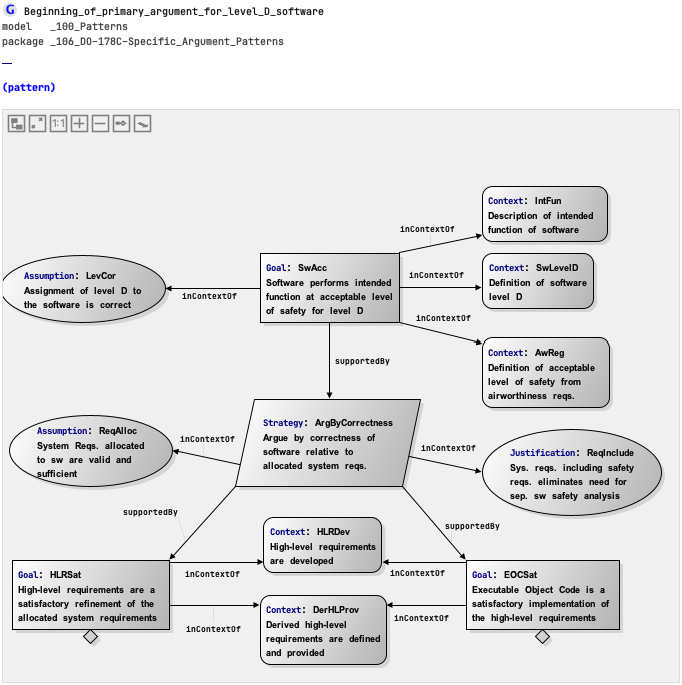 G Beginning_of_primary_argument_for_level_D_software
model _100_Patterns
package _106_DO-178C-Specific_Argument_Patterns
(pattern)
1:1
Context: IntFun
Description of intended
function of software
inContextOf
Assumption: LevCor
Assignment of level D to
the software is correct
inContextOf
Goal: SwAcc
Software performs intended
function at acceptable level
of safety for level D
inContextOf
Context: SwLevelD
Definition of software
level D
inContextOf
Context: AwReg
Definition of acceptable
level of safety from
airworthiness reqs.
supportedBy
Strategy: ArgByCorrectness
Argue by correctness of
software relative to
allocated system reqs.
Assumption: ReqAlloc
System Reqs. allocated
to sw are valid and
sufficient
inContextOf
inContextOf
Justification: ReqInclude
Sys. reqs. including safety
reqs. eliminates need for
sep. sw safety analysis
supportedBy
supportedBy
Context: HLRDev
High-level requirements
are developed
Goal: HLRSat
High-level requirements are a
satisfactory refinement of the
allocated system requirements
inContextOf
inContextOf
Goal: EOCSat
Executable Object Code is a
satisfactory implementation of
the high-level requirements
inContextOf
Context: DerHLProv
Derived high-level
requirements are defined
and provided
inContextOf